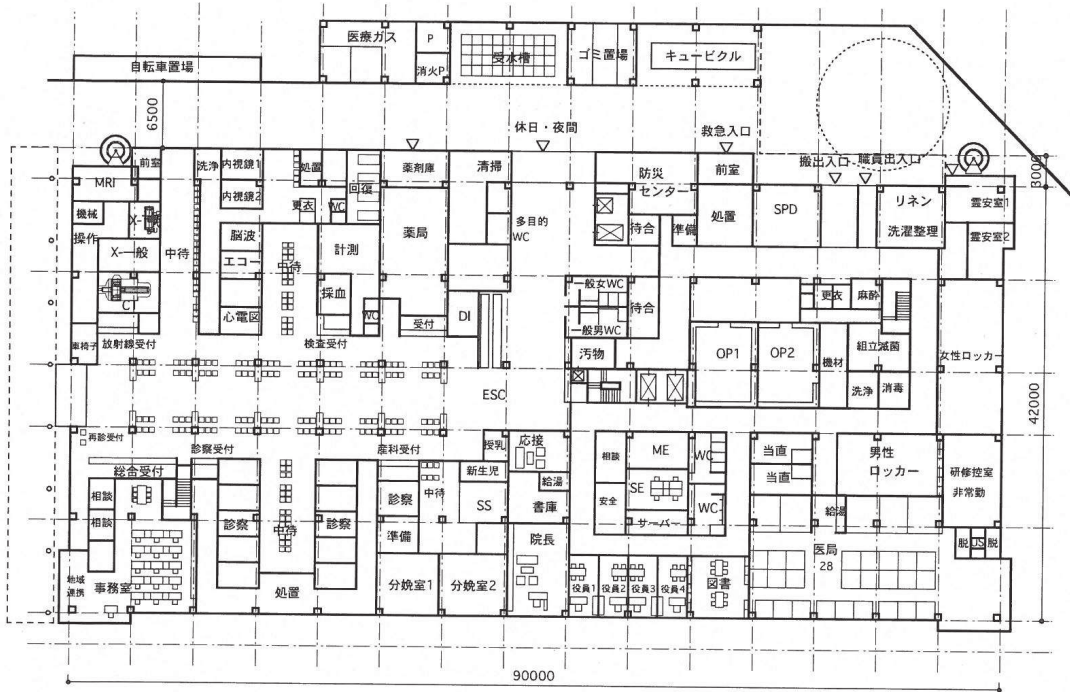 医療ガス
P
消火P
受水槽
ゴミ置場
キュービクル
自転車置場
6500
休日・夜間
救急入口
搬出入口
職員出入口
3000
前室
洗浄
内視鏡1
内視鏡2
処置
回復
薬剤庫
清掃
防災
センター
前室
MRI
機械
操作
X-一般
中待
更衣
WC
脳波
エコー
心電図
中待
計測
採血
WC
薬局
受付
多目的
WC
DI
待合
準備
処置
SPD
リネン
洗濯整理
霊安室1
霊安室2
一般女WC
一般男WC
待合
汚物
更衣
麻酔
OP1
OP2
機材
組立滅菌
洗浄
消毒
女性ロッカー
CT
車椅子
放射線受付
検査受付
ESC
42000
再診受付
診察受付
産科受付
授乳
応接
総合受付
新生児
中待
給湯
書庫
SS
相談
安全
ME
SE
サーバー
WC
WC
当直
当直
男性
ロッカー
研修控室
非常勤
給湯
相談
相談
診察
中待
診察
診察
準備
院長
脱
US
脱
医局
28
地域
連携
事務室
処置
分娩室1
分娩室2
役員1
役員2
役員3
役員4
図書
90000